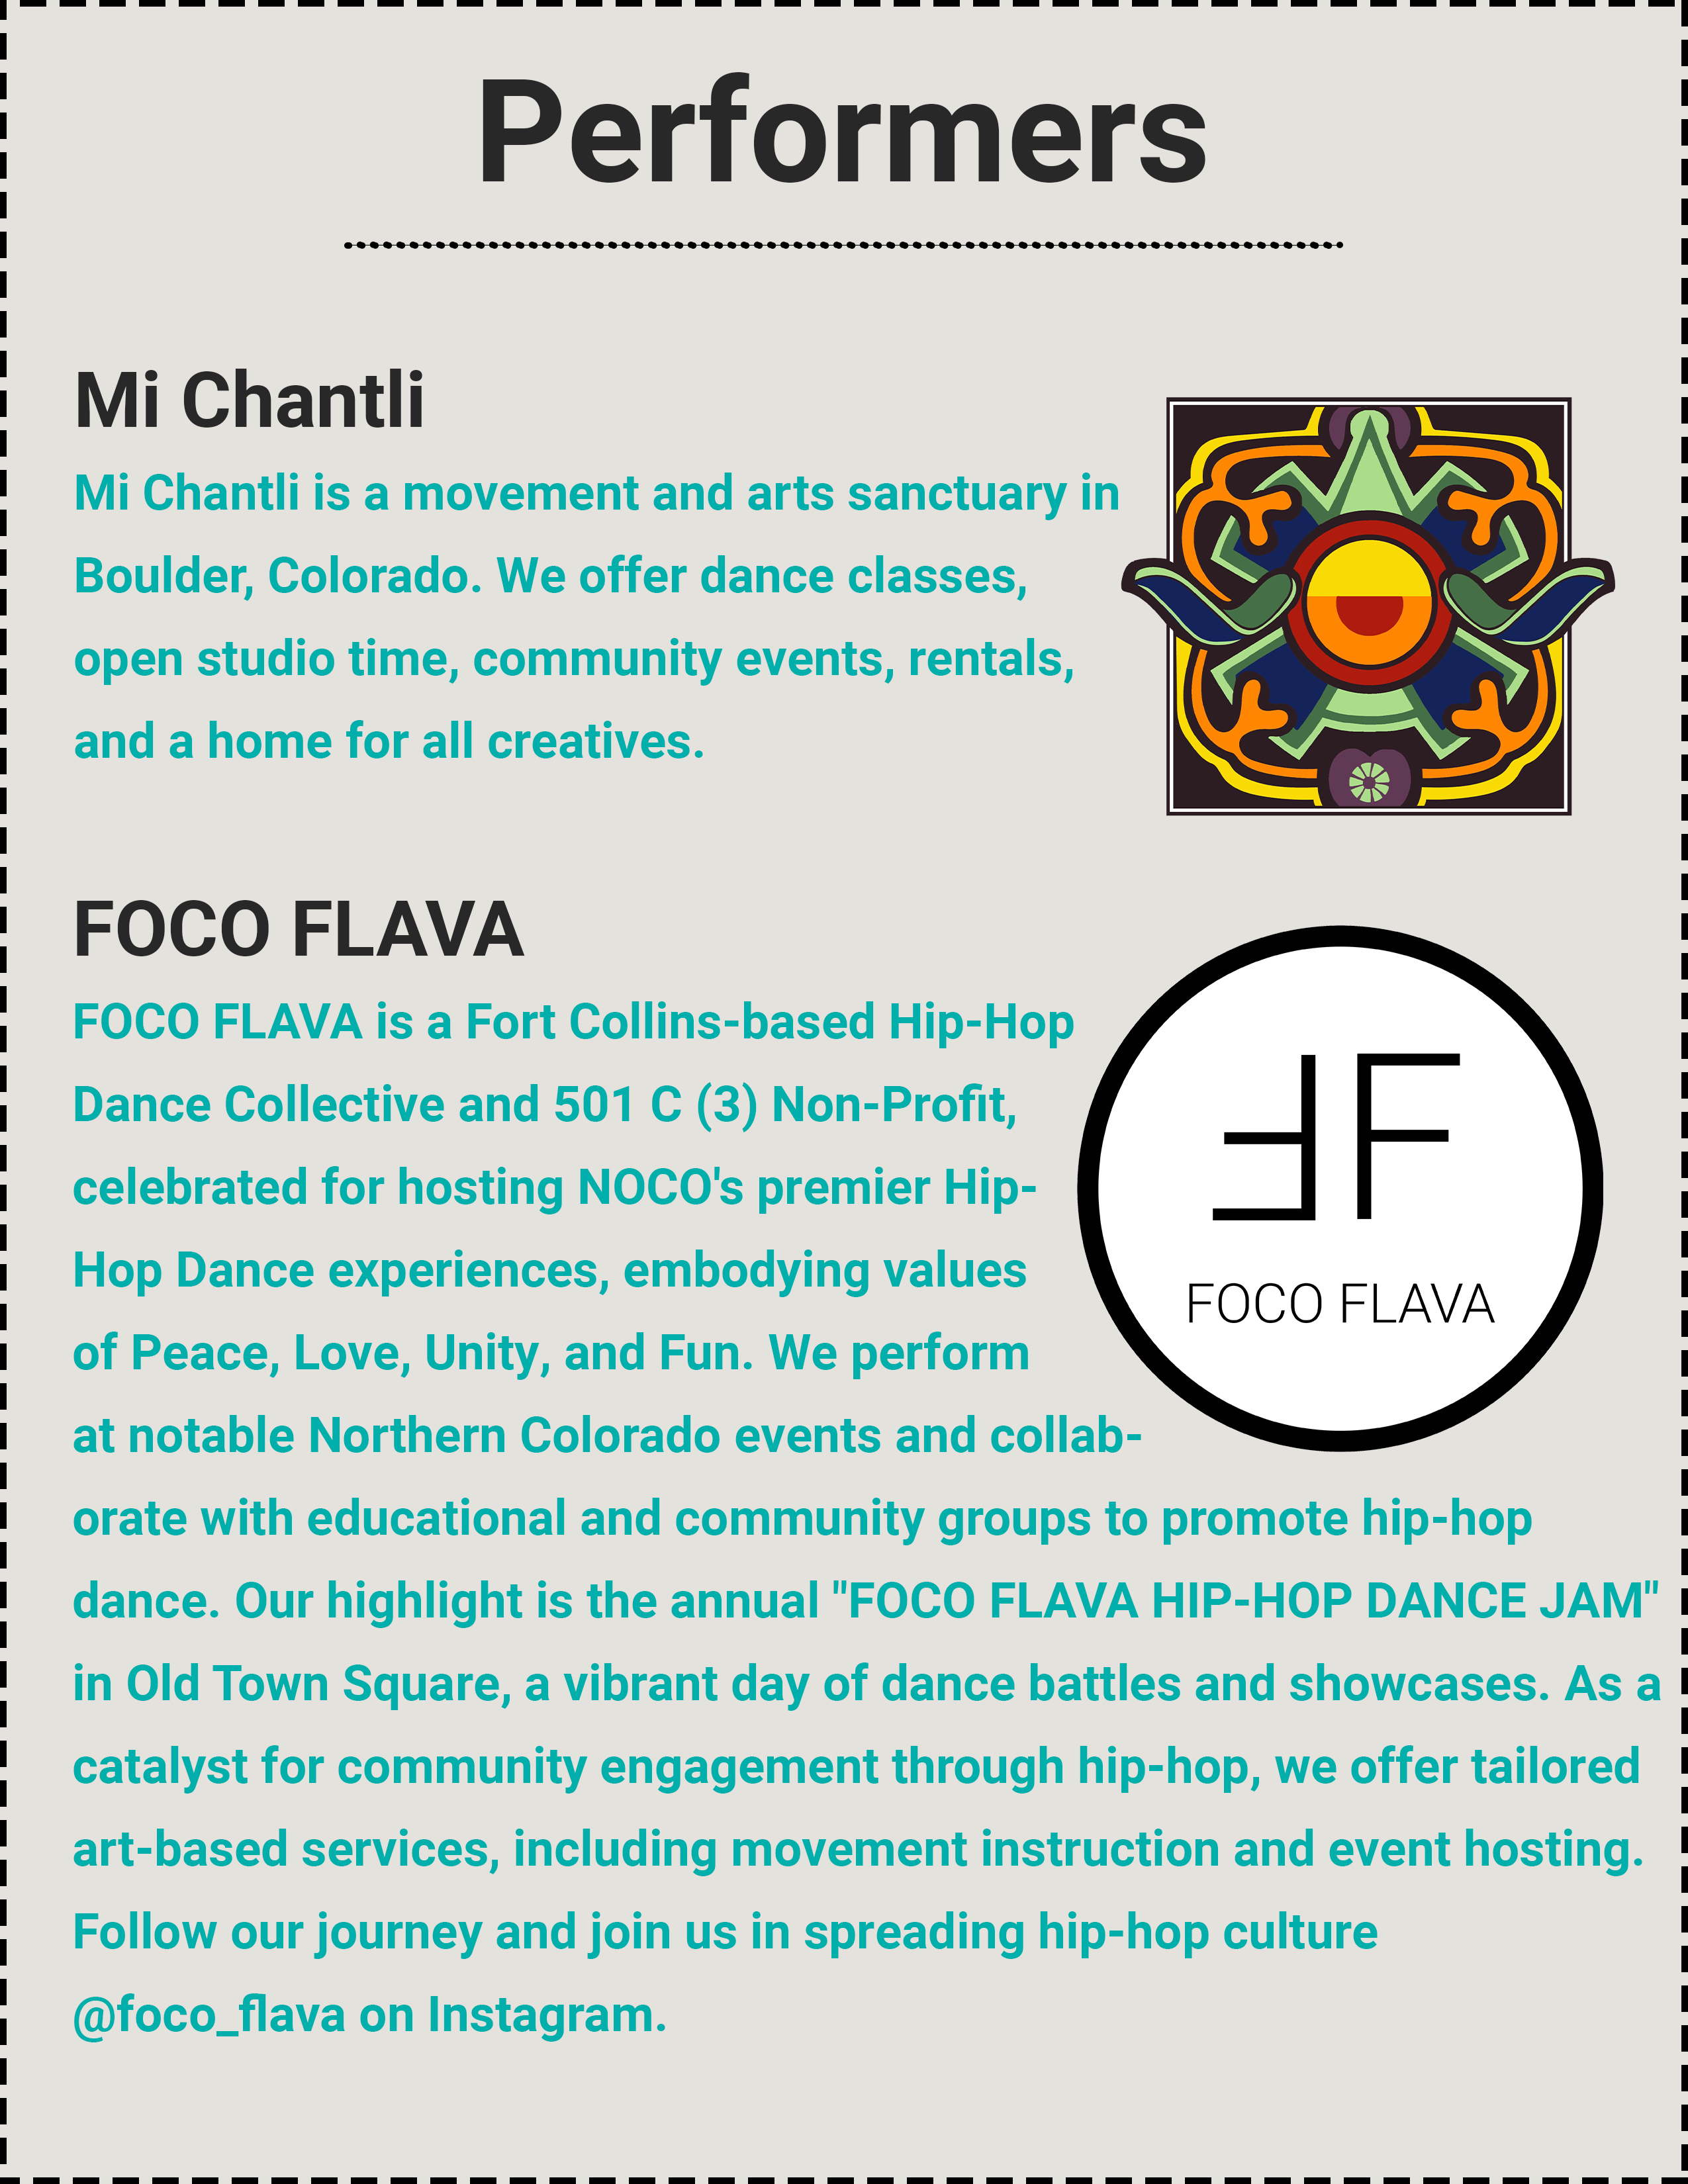 Performers
Mi Chantli
Mi Chantli is a movement and arts sanctuary in
Boulder, Colorado. We offer dance classes,
open studio time, community events, rentals,
and a home for all creatives.
FOCO FLAVA
FOCO FLAVA is a Fort Collins-based Hip-Hop
Dance Collective and 501 C (3) Non-Profit,
celebrated for hosting NOCO's premier Hip-
Hop Dance experiences, embodying values
of Peace, Love, Unity, and Fun. We perform
at notable Northern Colorado events and collab-
orate with educational and community groups to promote hip-hop
dance. Our highlight is the annual "FOCO FLAVA HIP-HOP DANCE JAM"
in Old Town Square, a vibrant day of dance battles and showcases. As a
catalyst for community engagement through hip-hop, we offer tailored
art-based services, including movement instruction and event hosting.
Follow our journey and join us in spreading hip-hop culture
@foco_flava on Instagram.
FF
FOCO FLAVA